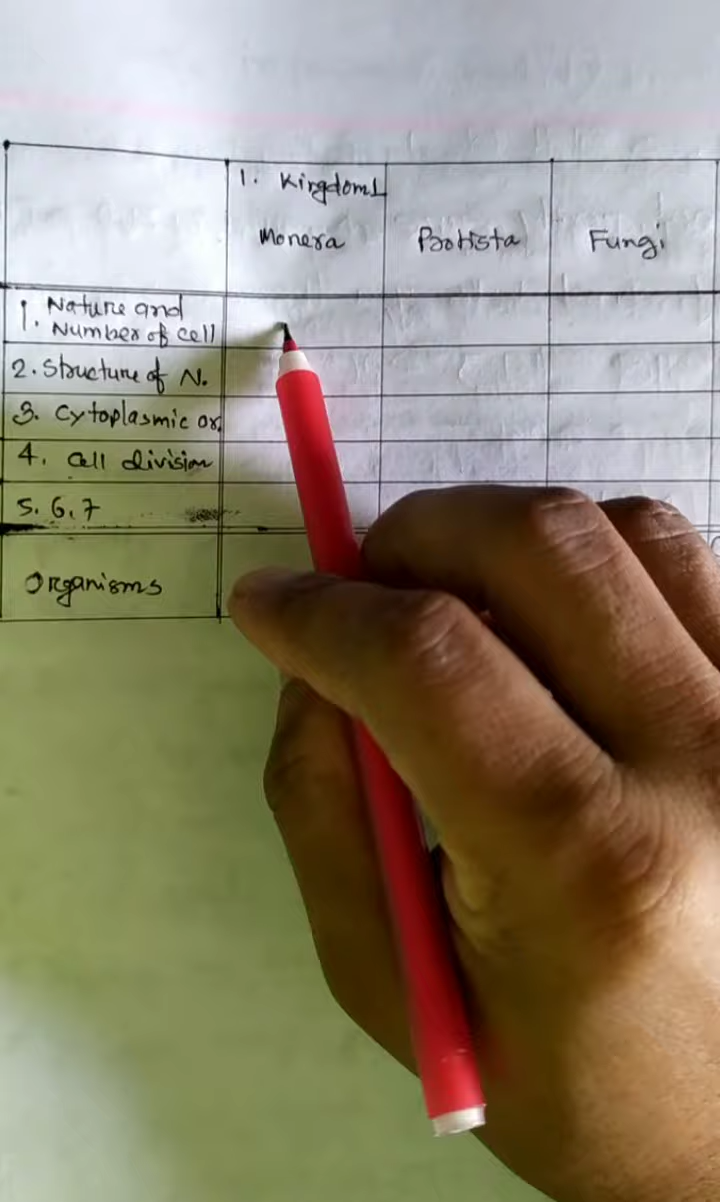 1. Kingdom1
Monera
Protista
Fungi
1. Nature and
Number of cell
2. Structure of N.
3. Cytoplasmic or.
4. Cell division
5. 6. 7
Organisms